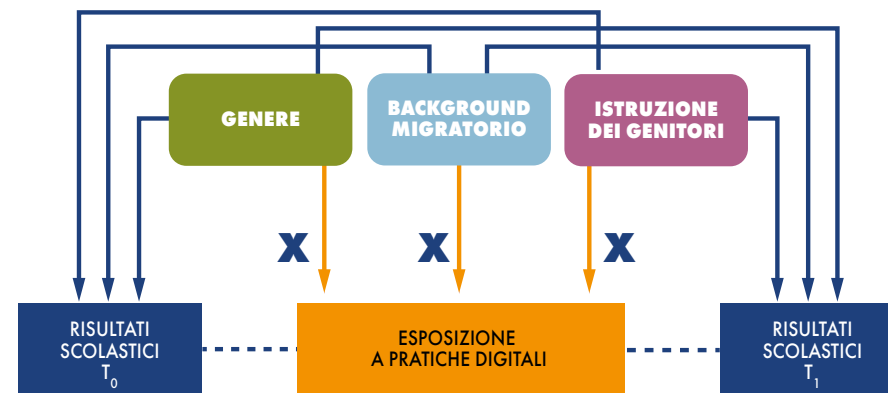 GENERE
BACKGROUND
MIGRATORIO
ISTRUZIONE
DEI GENITORI
X
X
X
RISULTATI
SCOLASTICI
T0
ESPOSIZIONE
A PRATICHE DIGITALI
RISULTATI
SCOLASTICI
T1